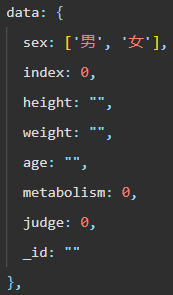 data: {
sex: ['男', '女'],
index: 0,
height: "",
weight: "",
age: "",
metabolism: 0,
judge: 0,
_id: ""
},